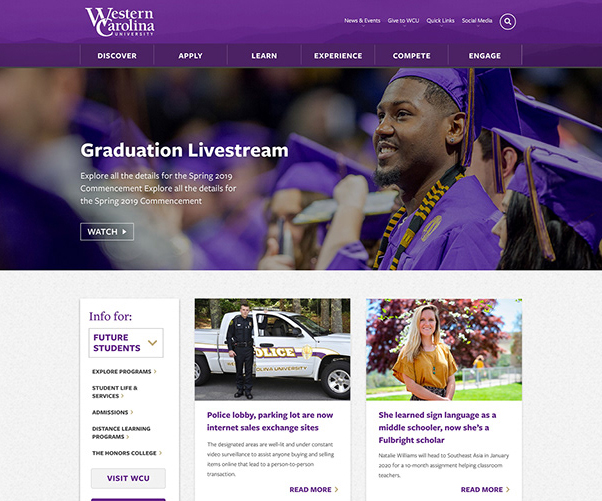 Western
Carolina
UNIVERSITY
News & Events Give to WCU Quick Links Social Media
DISCOVER APPLY LEARN EXPERIENCE COMPETE ENGAGE
Graduation Livestream
Explore all the details for the Spring 2019
Commencement Explore all the details for
the Spring 2019 Commencement
WATCH
Info for:
FUTURE
STUDENTS
EXPLORE PROGRAMS >
STUDENT LIFE &
SERVICES >
ADMISSIONS >
DISTANCE LEARNING
PROGRAMS >
THE HONORS COLLEGE >
VISIT WCU
POLICE
Police lobby, parking lot are now
internet sales exchange sites
The designated areas are well-lit and under constant
video surveillance to assist anyone buying and selling
items online that lead to a person-to-person
transaction.
READ MORE >
She learned sign language as a
middle schooler, now she's a
Fulbright scholar
Natalie Williams will head to Southeast Asia in January
2020 for a 10-month assignment helping classroom
teachers.
READ MORE >